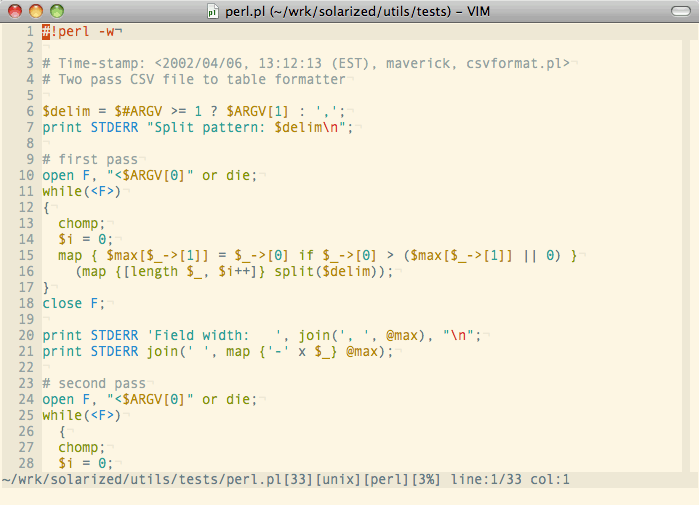 perl.pl (~/wrk/solarized/utils/tests) – VIM
1 #!perl -w¬
2 ¬
3 # Time-stamp: <2002/04/06, 13:12:13 (EST), maverick, csvformat.pl>¬
4 # Two pass CSV file to table formatter¬
5 ¬
6 $delim = $#ARGV >= 1 ? $ARGV[1] : ',';¬
7 print STDERR "Split pattern: $delim\n";¬
8 ¬
9 # first pass¬
10 open F, "<$ARGV[0]" or die;¬
11 while(<F>)¬
12 {¬
13   chomp;¬
14   $i = 0;¬
15   map { $max[$_->[1]] = $_->[0] if $_->[0] > ($max[$_->[1]] || 0) }¬
16     (map {[length $_, $i++]} split($delim));¬
17 }¬
18 close F;¬
19 ¬
20 print STDERR 'Field width:   ', join(', ', @max), "\n";¬
21 print STDERR join(' ', map {'-' x $_} @max);¬
22 ¬
23 # second pass¬
24 open F, "<$ARGV[0]" or die;¬
25 while(<F>)¬
26   {¬
27   chomp;¬
28   $i = 0;¬
~/wrk/solarized/utils/tests/perl.pl[33][unix][perl][3%] line:1/33 col:1